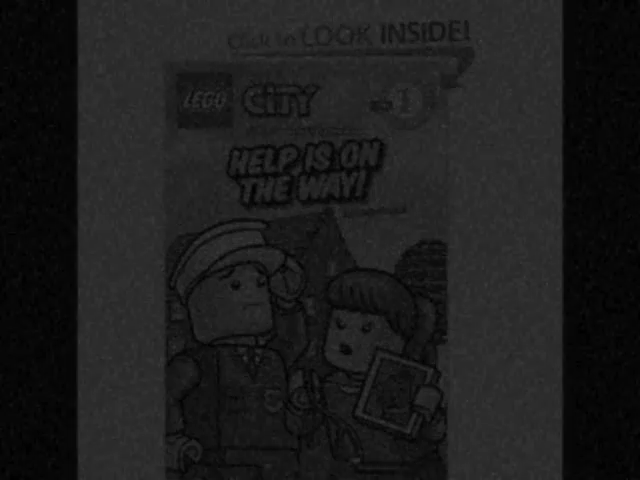 Click to LOOK INSIDE!
LEGO CITY
1
HELP IS ON
THE WAY!